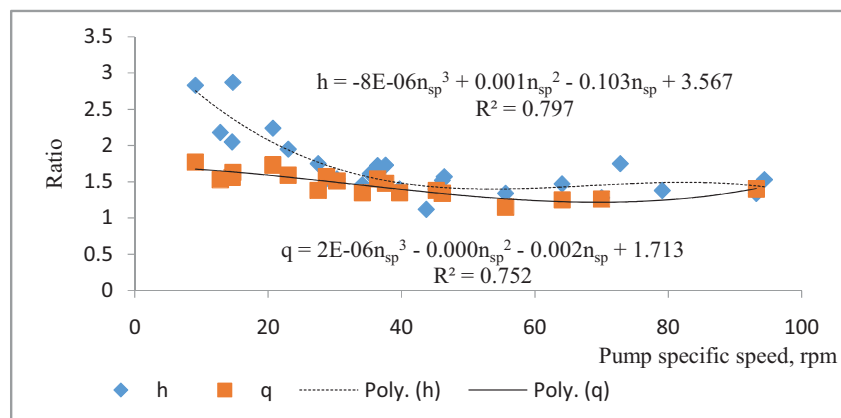 3.5
3
2.5
2
1.5
1
0.5
0
Ratio
h = -8E-06nsp³ + 0.001nsp² - 0.103nsp + 3.567
R² = 0.797
q = 2E-06nsp³ - 0.000nsp² - 0.002nsp + 1.713
R² = 0.752
0 20 40 60 80 100
Pump specific speed, rpm
h q Poly. (h) Poly. (q)